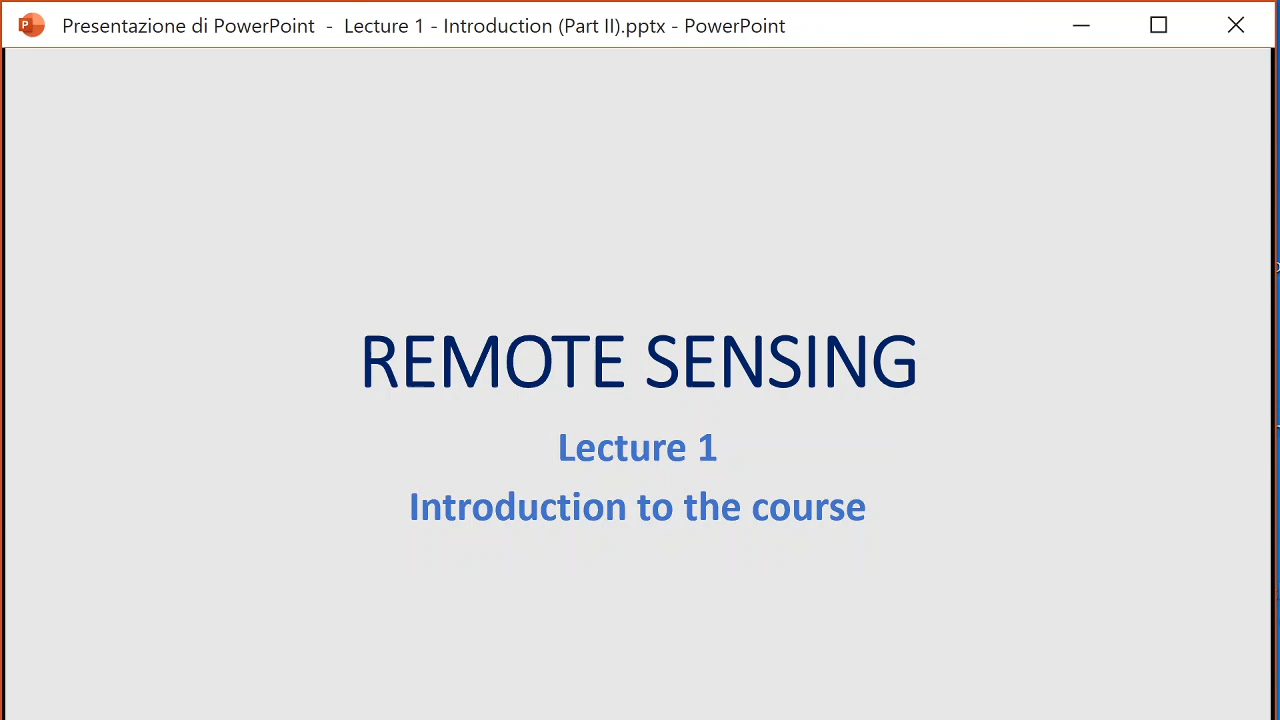 Presentazione di PowerPoint - Lecture 1 - Introduction (Part II).pptx - PowerPoint
REMOTE SENSING
Lecture 1
Introduction to the course